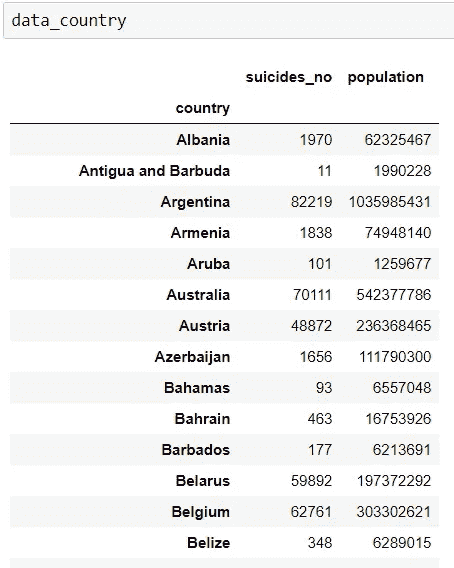 data_country
suicides_no population
country
Albania 1970 62325467
Antigua and Barbuda 11 1990228
Argentina 82219 1035985431
Armenia 1838 74948140
Aruba 101 1259677
Australia 70111 542377786
Austria 48872 236368465
Azerbaijan 1656 111790300
Bahamas 93 6557048
Bahrain 463 16753926
Barbados 177 6213691
Belarus 59892 197372292
Belgium 62761 303302621
Belize 348 6289015